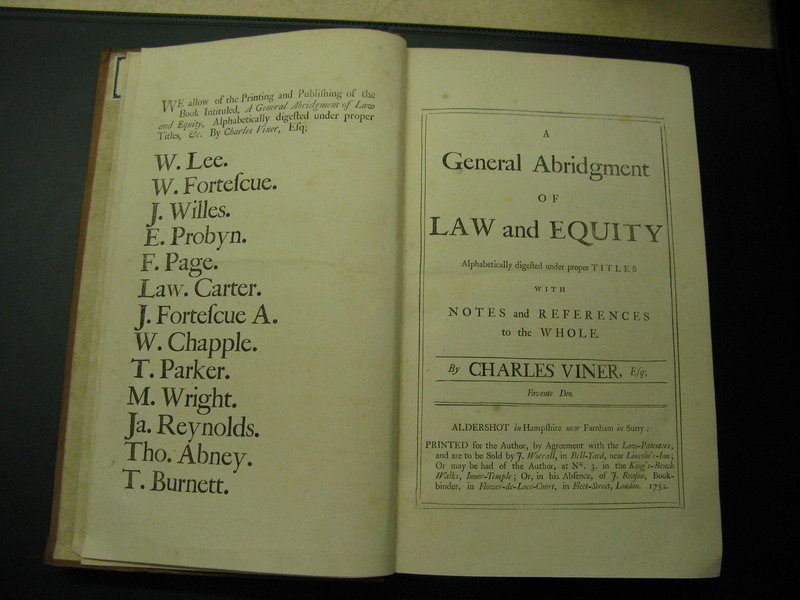 WE allow of the Printing and Publiſhing of the
Book Intituled, A General Abridgment of Law
and Equity, Alphabetically digeſted under proper
Titles, &c. By Charles Viner, Eſq;
W. Lee.
W. Forteſcue.
J. Willes.
E. Probyn.
F. Page.
Law. Carter.
J. Forteſcue A.
W. Chapple.
T. Parker.
M. Wright.
Ja. Reynolds.
Tho. Abney.
T. Burnett.
A
General Abridgment
OF
LAW and EQUITY
Alphabetically digeſted under proper TITLES
WITH
NOTES and REFERENCES
to the WHOLE.
By CHARLES VINER, Eſq;
Favente Deo.
ALDERSHOT in Hampſhire near Farnham in Surry:
PRINTED for the Author, by Agreement with the Law-Patentees,
and are to be Sold by J. Worrall, in Bell-Yard, near Lincoln's-Inn;
Or may be had of the Author, at No. 3. in the King's-Bench
Walks, Inner-Temple; Or, in his Abſence, of J. Reaſon, Book-
binder, in Flower-de-Luce-Court, in Fleet-Street, London.